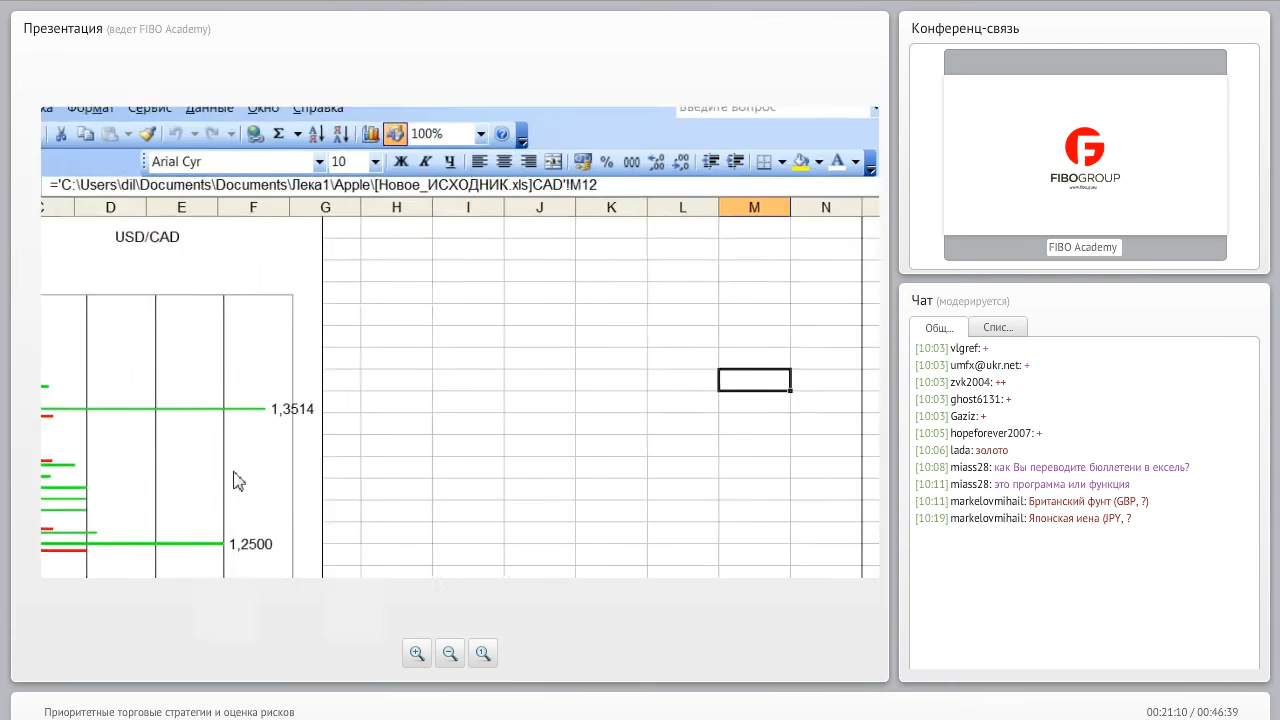 Презентация (ведет FIBO Academy)
ка Формат Сервис Данные Окно Справка
Введите вопрос
Σ 100%
Arial Cyr 10 Ж К Ч % 000 A
='C:\Users\dil\Documents\Documents\Лека1\Apple\[Новое_ИСХОДНИК.xls]CAD'!M12
C D E F G H I J K L M N
USD/CAD
1,3514
1,2500
Конференц-связь
FIBOGROUP
FIBO Academy
Чат (модерируется)
Общ... Спис...
[10:03] vlgref: +
[10:03] umfx@ukr.net: +
[10:03] zvk2004: ++
[10:03] ghost6131: +
[10:03] Gaziz: +
[10:05] hopeforever2007: +
[10:06] lada: золото
[10:08] miass28: как Вы переводите бюллетени в ексель?
[10:11] miass28: это программа или функция
[10:11] markelovmihail: Британский фунт (GBP, ?)
[10:19] markelovmihail: Японская иена (JPY, ?
Приоритетные торговые стратегии и оценка рисков
00:21:10 / 00:46:39